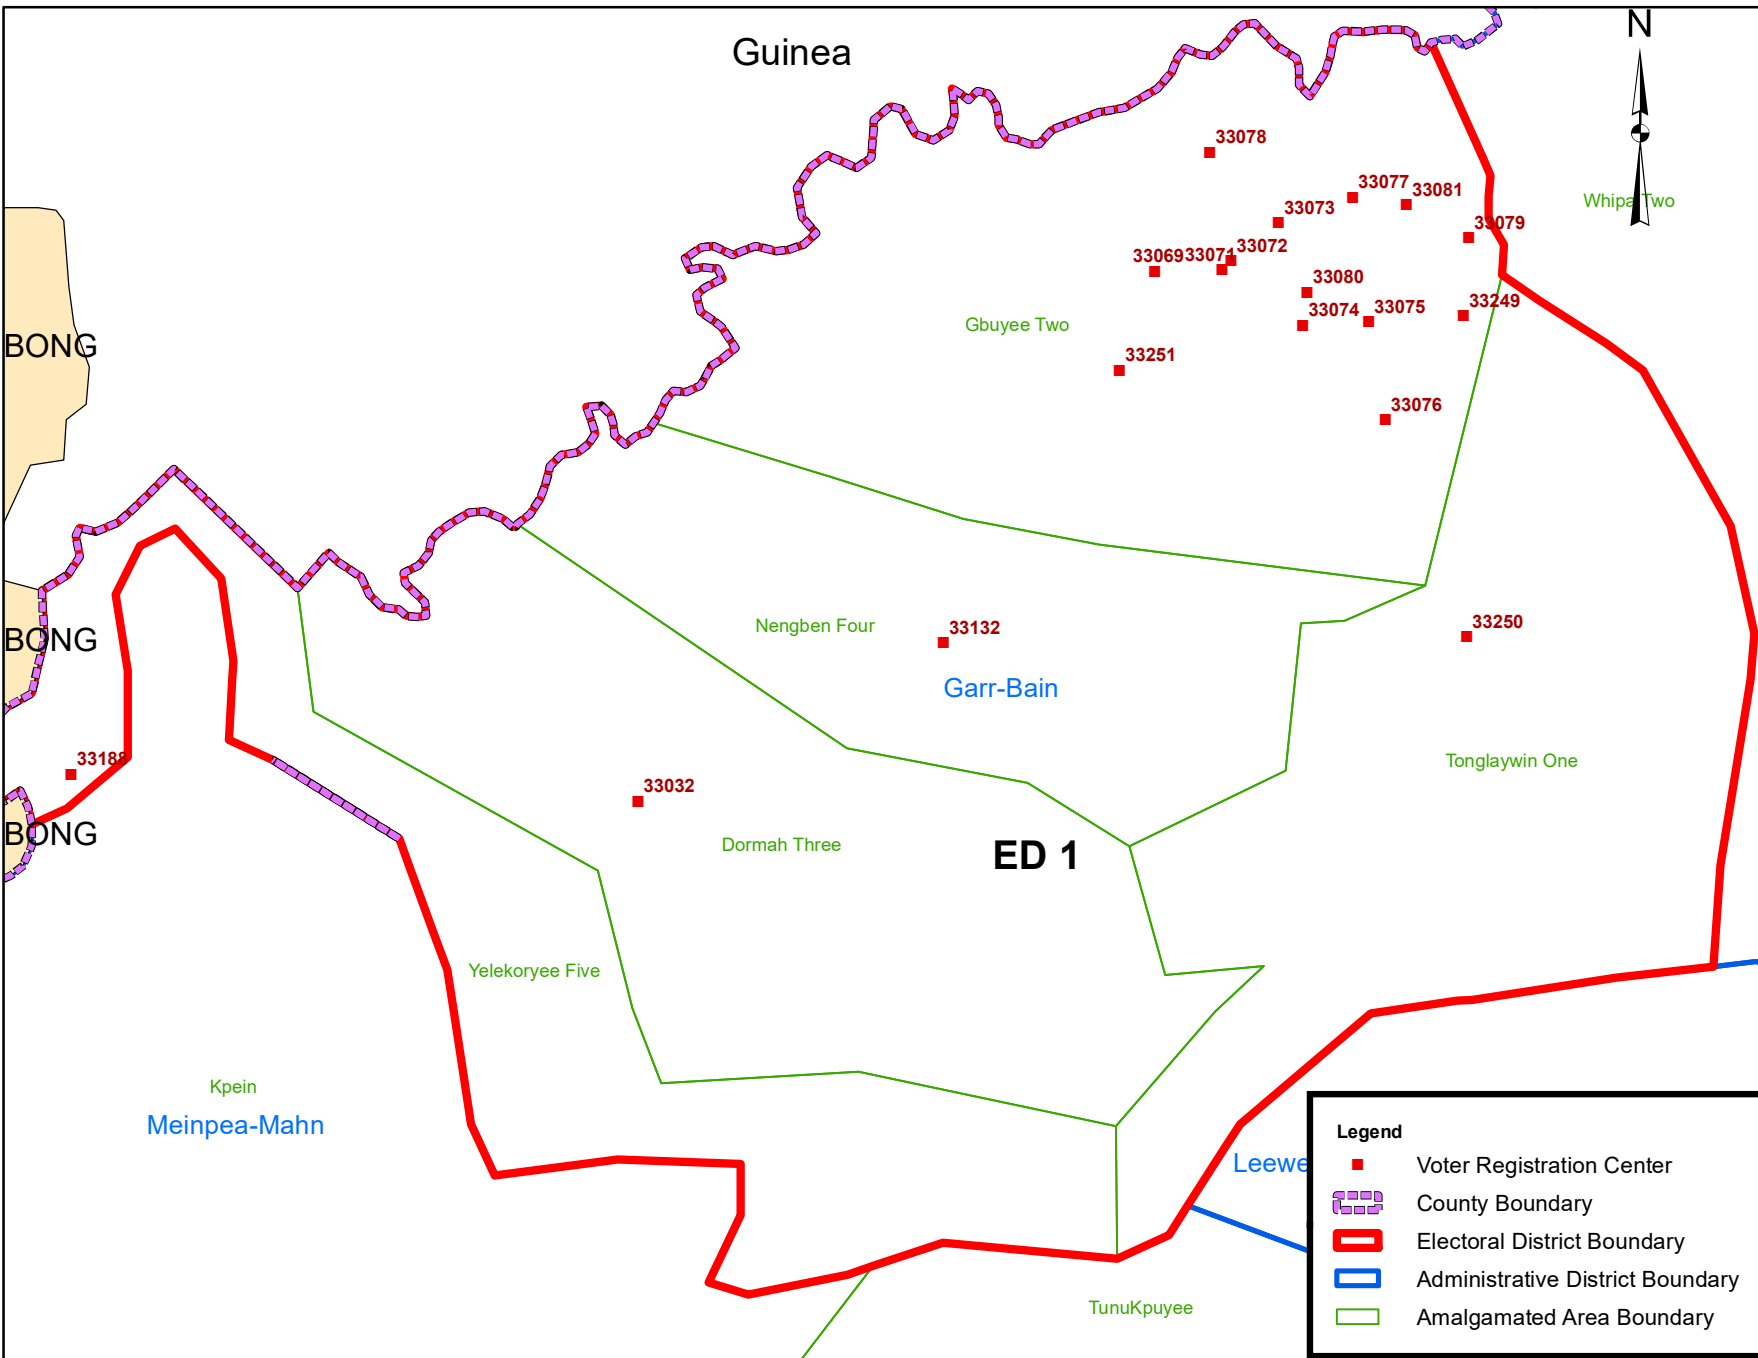 N
Guinea
33078
33077
33081
Whipa Two
33073
33079
33072
33069
33071
33080
33249
33074
33075
Gbuyee Two
BONG
33251
33076
33250
Nengben Four
33132
BONG
Garr-Bain
33188
Tonglaywin One
33032
BONG
Dormah Three
ED 1
Yelekoryee Five
Kpein
Meinpea-Mahn
Leewe
TunuKpuyee
Legend
Voter Registration Center
County Boundary
Electoral District Boundary
Administrative District Boundary
Amalgamated Area Boundary